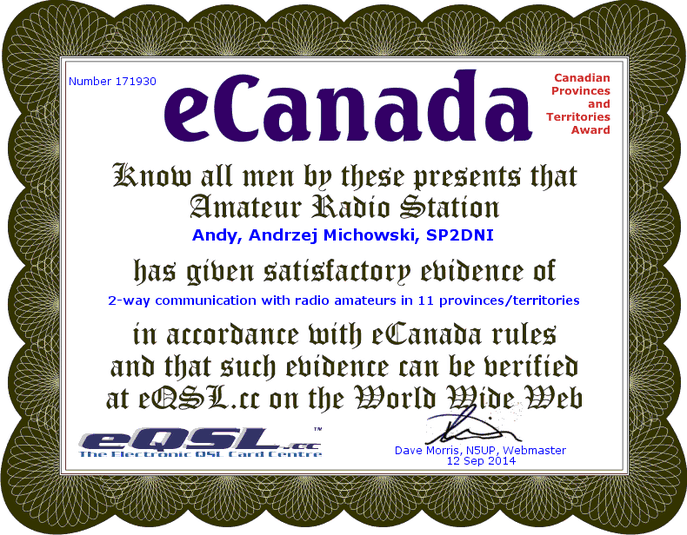 Number 171930
eCanada
Canadian
Provinces
and
Territories
Award
Know all men by these presents that
Amateur Radio Station
Andy, Andrzej Michowski, SP2DNI
has given satisfactory evidence of
2-way communication with radio amateurs in 11 provinces/territories
in accordance with eCanada rules
and that such evidence can be verified
at eQSL.cc on the World Wide Web
eQSL.cc™
The Electronic QSL Card Centre
Dave Morris, N5UP, Webmaster
12 Sep 2014